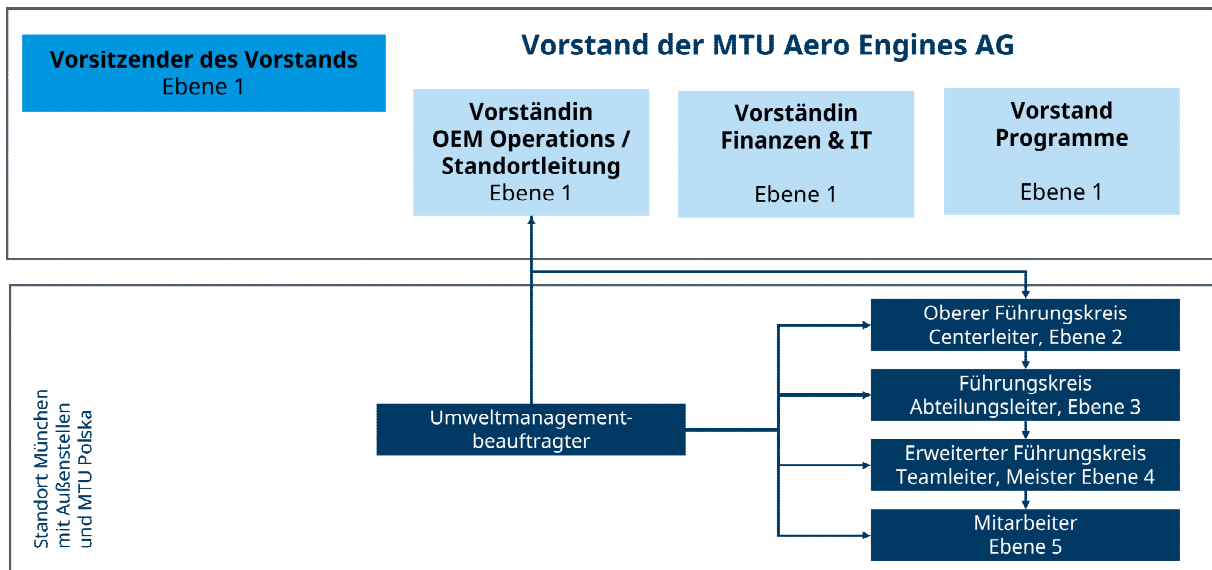 Vorstand der MTU Aero Engines AG
Vorsitzender des Vorstands
Ebene 1
Vorständin
OEM Operations /
Standortleitung
Ebene 1
Vorständin
Finanzen & IT
Ebene 1
Vorstand
Programme
Ebene 1
Standort München
mit Außenstellen
und MTU Polska
Umweltmanagement-
beauftragter
Oberer Führungskreis
Centerleiter, Ebene 2
Führungskreis
Abteilungsleiter, Ebene 3
Erweiterter Führungskreis
Teamleiter, Meister Ebene 4
Mitarbeiter
Ebene 5